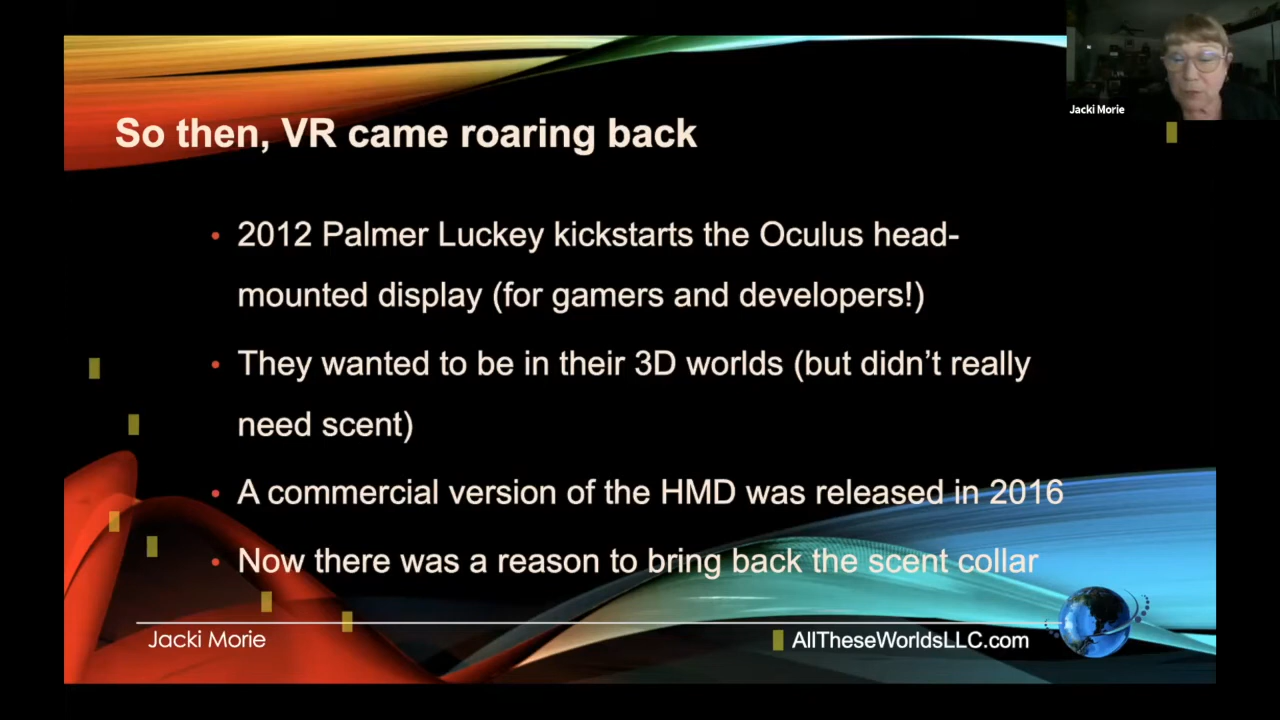 Jacki Morie
So then, VR came roaring back
• 2012 Palmer Luckey kickstarts the Oculus head-
mounted display (for gamers and developers!)
• They wanted to be in their 3D worlds (but didn’t really
need scent)
• A commercial version of the HMD was released in 2016
• Now there was a reason to bring back the scent collar
Jacki Morie
AllTheseWorldsLLC.com